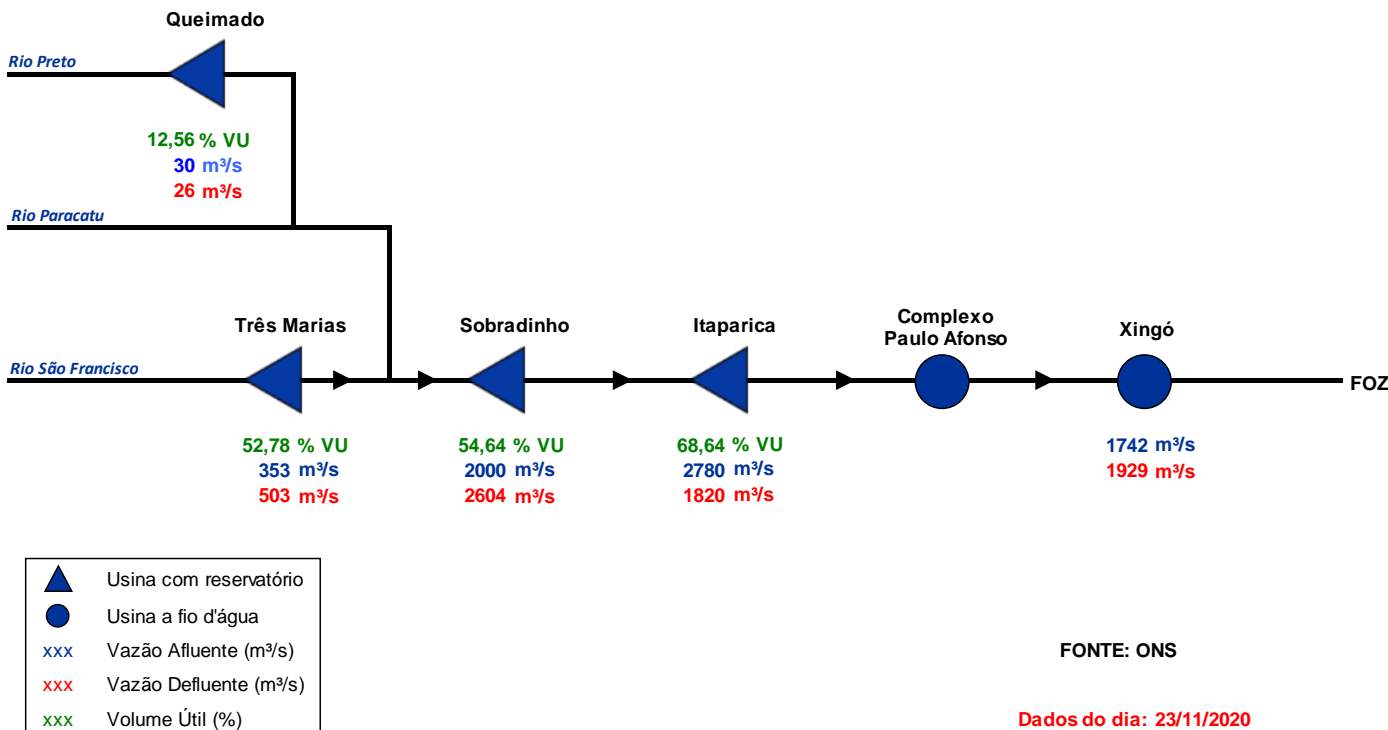 Queimado
Rio Preto
12,56 % VU
30 m³/s
26 m³/s
Rio Paracatu
Três Marias
Sobradinho
Itaparica
Complexo
Paulo Afonso
Xingó
Rio São Francisco
FOZ
52,78 % VU
353 m³/s
503 m³/s
54,64 % VU
2000 m³/s
2604 m³/s
68,64 % VU
2780 m³/s
1820 m³/s
1742 m³/s
1929 m³/s
Usina com reservatório
Usina a fio d'água
xxx Vazão Afluente (m³/s)
xxx Vazão Defluente (m³/s)
xxx Volume Útil (%)
FONTE: ONS
Dados do dia: 23/11/2020